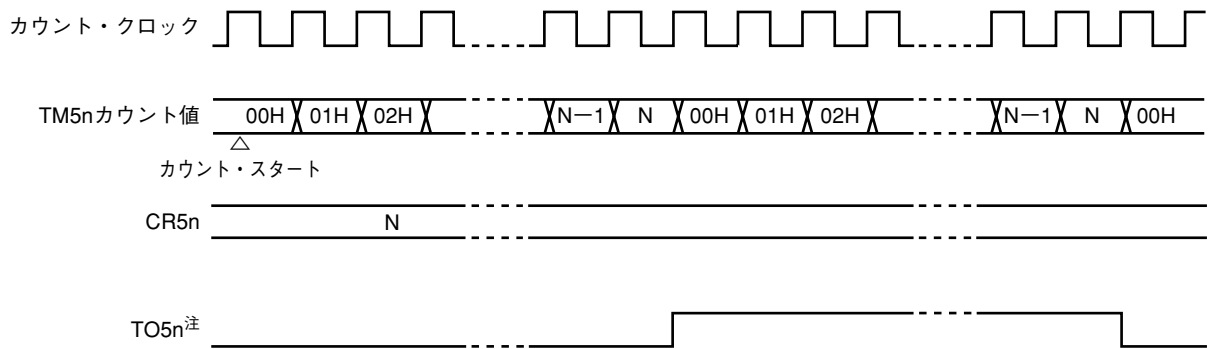 カウント・クロック
TM5nカウント値 00H 01H 02H N－1 N 00H 01H 02H N－1 N 00H
△
カウント・スタート
CR5n N
TO5n注